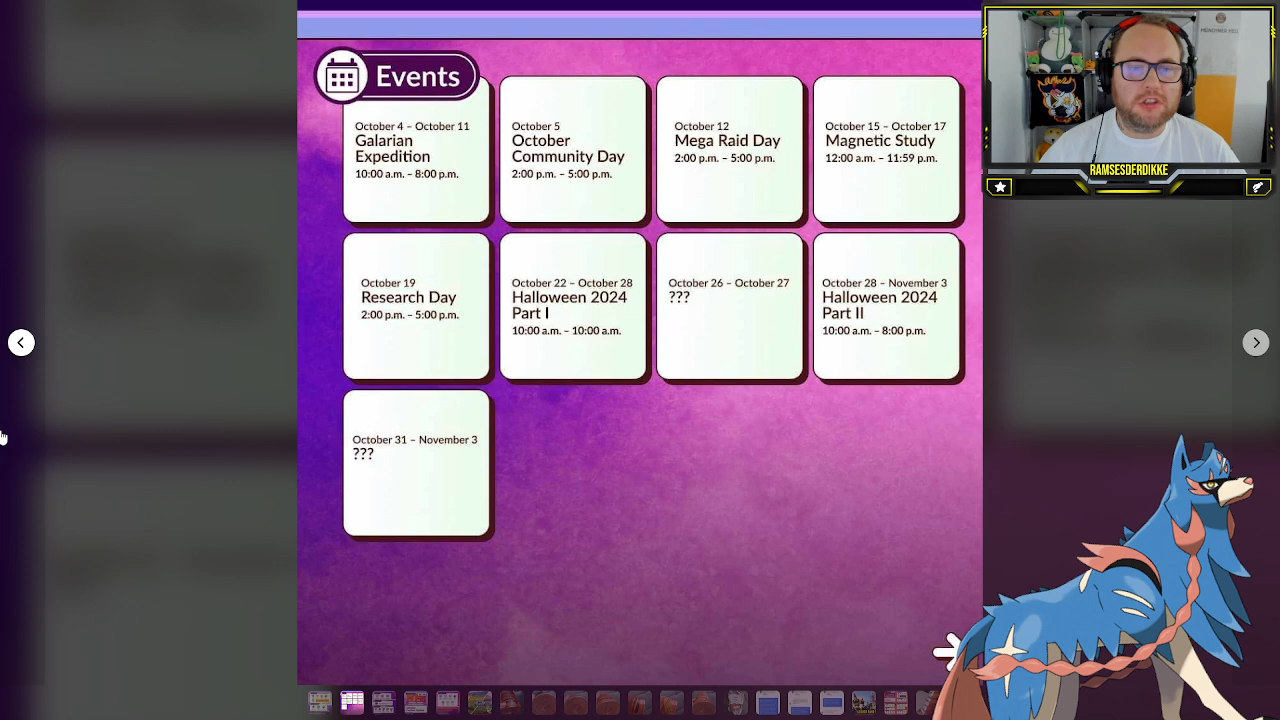 Events
October 4 – October 11
Galarian
Expedition
10:00 a.m. – 8:00 p.m.
October 5
October
Community Day
2:00 p.m. – 5:00 p.m.
October 12
Mega Raid Day
2:00 p.m. – 5:00 p.m.
October 15 – October 17
Magnetic Study
12:00 a.m. – 11:59 p.m.
October 19
Research Day
2:00 p.m. – 5:00 p.m.
October 22 – October 28
Halloween 2024
Part I
10:00 a.m. – 10:00 a.m.
October 26 – October 27
???
October 28 – November 3
Halloween 2024
Part II
10:00 a.m. – 8:00 p.m.
October 31 – November 3
???
RAMSESDERDIKKE